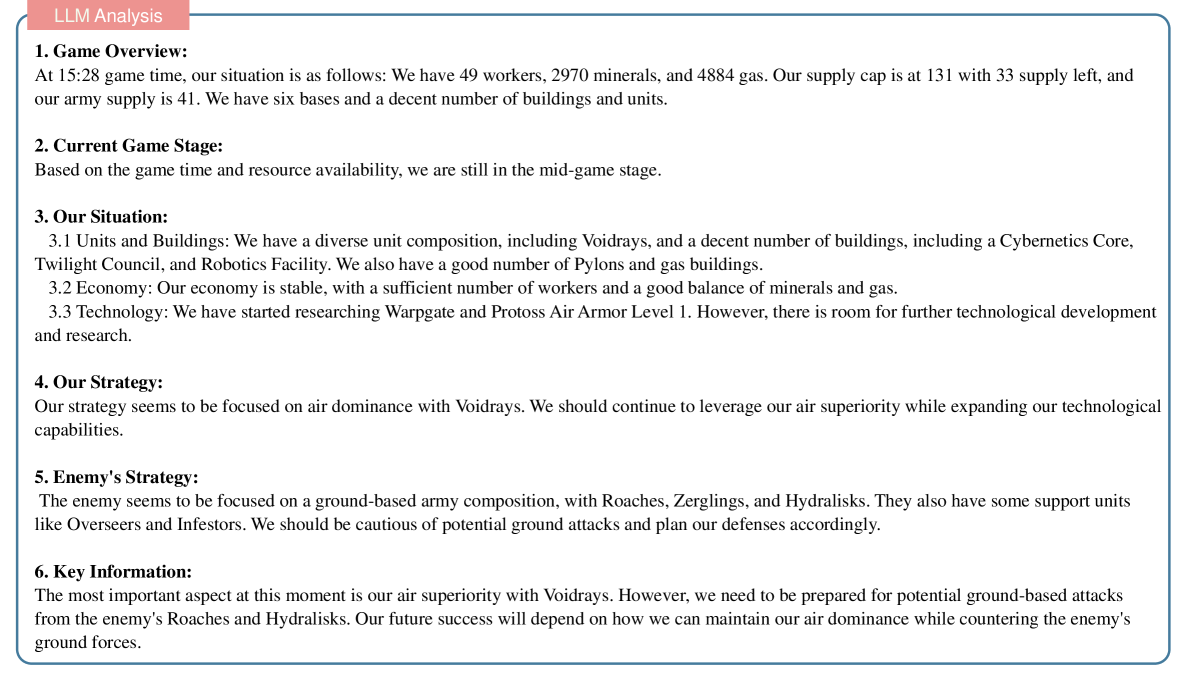 LLM Analysis
1. Game Overview:
At 15:28 game time, our situation is as follows: We have 49 workers, 2970 minerals, and 4884 gas. Our supply cap is at 131 with 33 supply left, and
our army supply is 41. We have six bases and a decent number of buildings and units.
2. Current Game Stage:
Based on the game time and resource availability, we are still in the mid-game stage.
3. Our Situation:
3.1 Units and Buildings: We have a diverse unit composition, including Voidrays, and a decent number of buildings, including a Cybernetics Core,
Twilight Council, and Robotics Facility. We also have a good number of Pylons and gas buildings.
3.2 Economy: Our economy is stable, with a sufficient number of workers and a good balance of minerals and gas.
3.3 Technology: We have started researching Warpgate and Protoss Air Armor Level 1. However, there is room for further technological development
and research.
4. Our Strategy:
Our strategy seems to be focused on air dominance with Voidrays. We should continue to leverage our air superiority while expanding our technological
capabilities.
5. Enemy's Strategy:
The enemy seems to be focused on a ground-based army composition, with Roaches, Zerglings, and Hydralisks. They also have some support units
like Overseers and Infestors. We should be cautious of potential ground attacks and plan our defenses accordingly.
6. Key Information:
The most important aspect at this moment is our air superiority with Voidrays. However, we need to be prepared for potential ground-based attacks
from the enemy's Roaches and Hydralisks. Our future success will depend on how we can maintain our air dominance while countering the enemy's
ground forces.